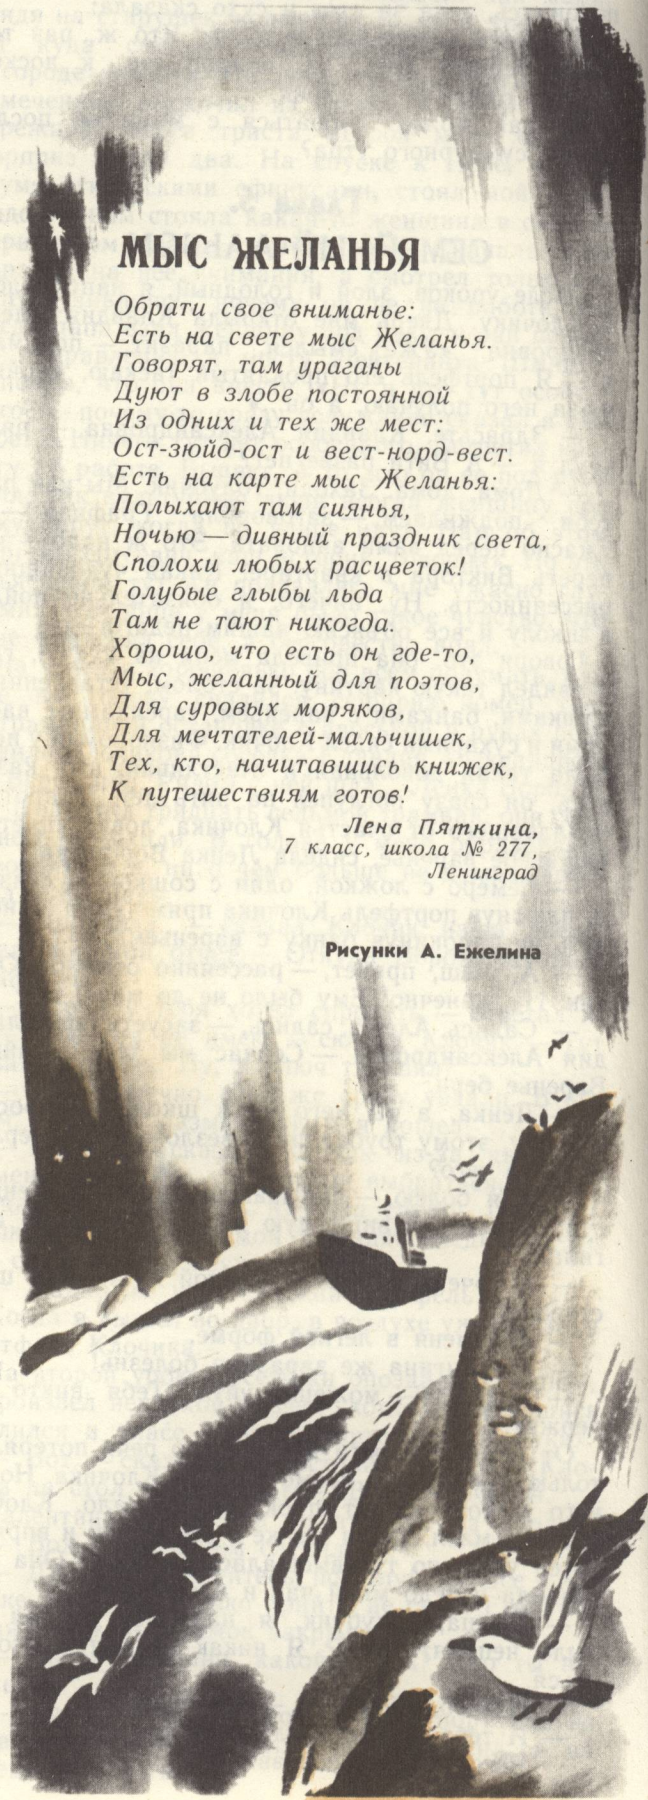 МЫС ЖЕЛАНЬЯ
Обрати свое вниманье:
Есть на свете мыс Желанья.
Говорят, там ураганы
Дуют в злобе постоянной
Из одних и тех же мест:
Ост-зюйд-ост и вест-норд-вест.
Есть на карте мыс Желанья:
Полыхают там сиянья,
Ночью — дивный праздник света,
Сполохи любых расцветок!
Голубые глыбы льда
Там не тают никогда.
Хорошо, что есть он где-то,
Мыс, желанный для поэтов,
Для суровых моряков,
Для мечтателей-мальчишек,
Тех, кто, начитавшись книжек,
К путешествиям готов!
Лена Пяткина,
7 класс, школа № 277,
Ленинград
Рисунки А. Ежелина